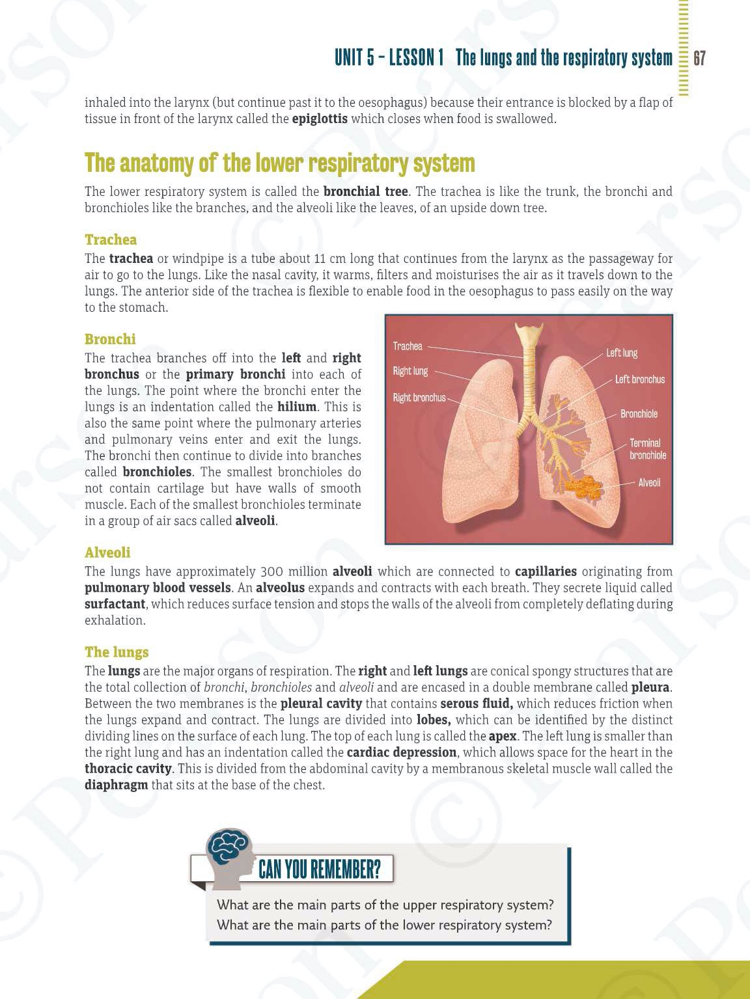 UNIT 5 – LESSON 1 The lungs and the respiratory system 67
inhaled into the larynx (but continue past it to the oesophagus) because their entrance is blocked by a flap of
tissue in front of the larynx called the epiglottis which closes when food is swallowed.
The anatomy of the lower respiratory system
The lower respiratory system is called the bronchial tree. The trachea is like the trunk, the bronchi and
bronchioles like the branches, and the alveoli like the leaves, of an upside down tree.
Trachea
The trachea or windpipe is a tube about 11 cm long that continues from the larynx as the passageway for
air to go to the lungs. Like the nasal cavity, it warms, filters and moisturises the air as it travels down to the
lungs. The anterior side of the trachea is flexible to enable food in the oesophagus to pass easily on the way
to the stomach.
Bronchi
The trachea branches off into the left and right
bronchus or the primary bronchi into each of
the lungs. The point where the bronchi enter the
lungs is an indentation called the hilium. This is
also the same point where the pulmonary arteries
and pulmonary veins enter and exit the lungs.
The bronchi then continue to divide into branches
called bronchioles. The smallest bronchioles do
not contain cartilage but have walls of smooth
muscle. Each of the smallest bronchioles terminate
in a group of air sacs called alveoli.
Trachea
Right lung
Right bronchus
Left lung
Left bronchus
Bronchiole
Terminal
bronchiole
Alveoli
Alveoli
The lungs have approximately 300 million alveoli which are connected to capillaries originating from
pulmonary blood vessels. An alveolus expands and contracts with each breath. They secrete liquid called
surfactant, which reduces surface tension and stops the walls of the alveoli from completely deflating during
exhalation.
The lungs
The lungs are the major organs of respiration. The right and left lungs are conical spongy structures that are
the total collection of bronchi, bronchioles and alveoli and are encased in a double membrane called pleura.
Between the two membranes is the pleural cavity that contains serous fluid, which reduces friction when
the lungs expand and contract. The lungs are divided into lobes, which can be identified by the distinct
dividing lines on the surface of each lung. The top of each lung is called the apex. The left lung is smaller than
the right lung and has an indentation called the cardiac depression, which allows space for the heart in the
thoracic cavity. This is divided from the abdominal cavity by a membranous skeletal muscle wall called the
diaphragm that sits at the base of the chest.
CAN YOU REMEMBER?
What are the main parts of the upper respiratory system?
What are the main parts of the lower respiratory system?
© Pearson